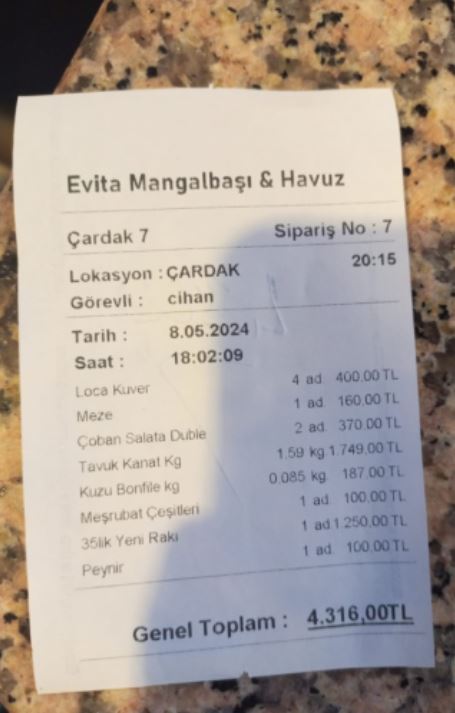 Evita Mangalbaşı & Havuz
Çardak 7 Sipariş No : 7
20:15
Lokasyon : ÇARDAK
Görevli : cihan
Tarih : 8.05.2024
Saat : 18:02:09
Loca Kuver 4 ad. 400,00 TL
Meze 1 ad. 160,00 TL
Çoban Salata Duble 2 ad. 370,00 TL
Tavuk Kanat Kg 1,59 kg 1.749,00 TL
Kuzu Bonfile kg 0,085 kg 187,00 TL
Meşrubat Çeşitleri 1 ad. 100,00 TL
35lik Yeni Rakı 1 ad 1.250,00 TL
Peynir 1 ad. 100,00 TL
Genel Toplam : 4.316,00TL